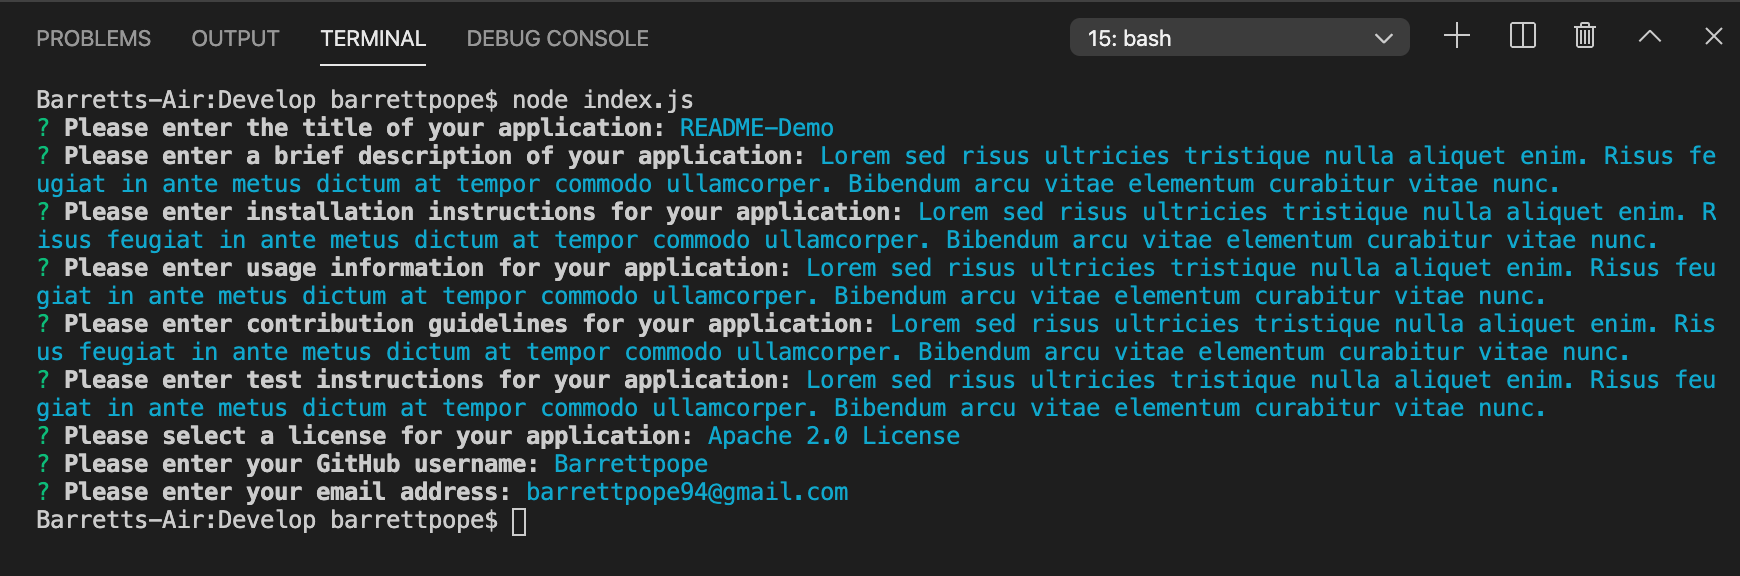 PROBLEMS OUTPUT TERMINAL DEBUG CONSOLE 15: bash
Barretts-Air:Develop barrettpope$ node index.js
? Please enter the title of your application: README-Demo
? Please enter a brief description of your application: Lorem sed risus ultricies tristique nulla aliquet enim. Risus fe
ugiat in ante metus dictum at tempor commodo ullamcorper. Bibendum arcu vitae elementum curabitur vitae nunc.
? Please enter installation instructions for your application: Lorem sed risus ultricies tristique nulla aliquet enim. R
isus feugiat in ante metus dictum at tempor commodo ullamcorper. Bibendum arcu vitae elementum curabitur vitae nunc.
? Please enter usage information for your application: Lorem sed risus ultricies tristique nulla aliquet enim. Risus feu
giat in ante metus dictum at tempor commodo ullamcorper. Bibendum arcu vitae elementum curabitur vitae nunc.
? Please enter contribution guidelines for your application: Lorem sed risus ultricies tristique nulla aliquet enim. Ris
us feugiat in ante metus dictum at tempor commodo ullamcorper. Bibendum arcu vitae elementum curabitur vitae nunc.
? Please enter test instructions for your application: Lorem sed risus ultricies tristique nulla aliquet enim. Risus feu
giat in ante metus dictum at tempor commodo ullamcorper. Bibendum arcu vitae elementum curabitur vitae nunc.
? Please select a license for your application: Apache 2.0 License
? Please enter your GitHub username: Barrettpope
? Please enter your email address: barrettpope94@gmail.com
Barretts-Air:Develop barrettpope$